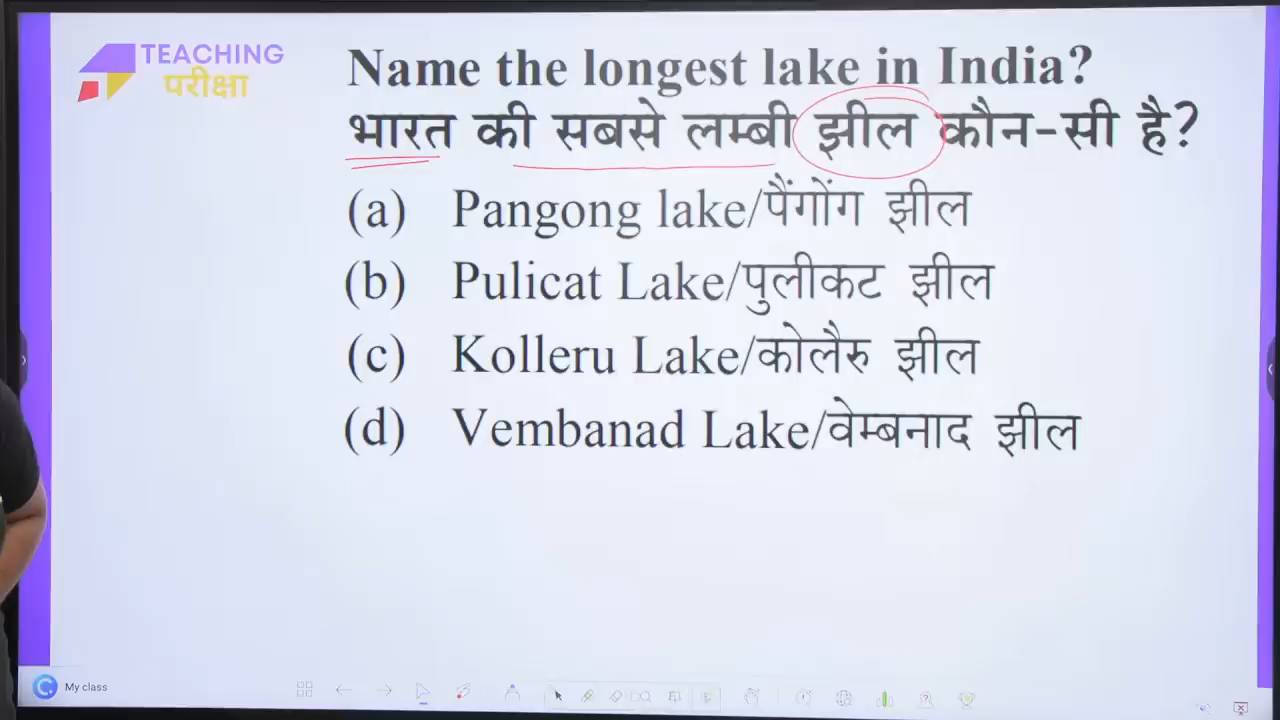 TEACHING
परीक्षा
Name the longest lake in India?
भारत की सबसे लम्बी झील कौन-सी है?
(a) Pangong lake/पैंगोंग झील
(b) Pulicat Lake/पुलीकट झील
(c) Kolleru Lake/कोलैरु झील
(d) Vembanad Lake/वेम्बनाद झील
My class